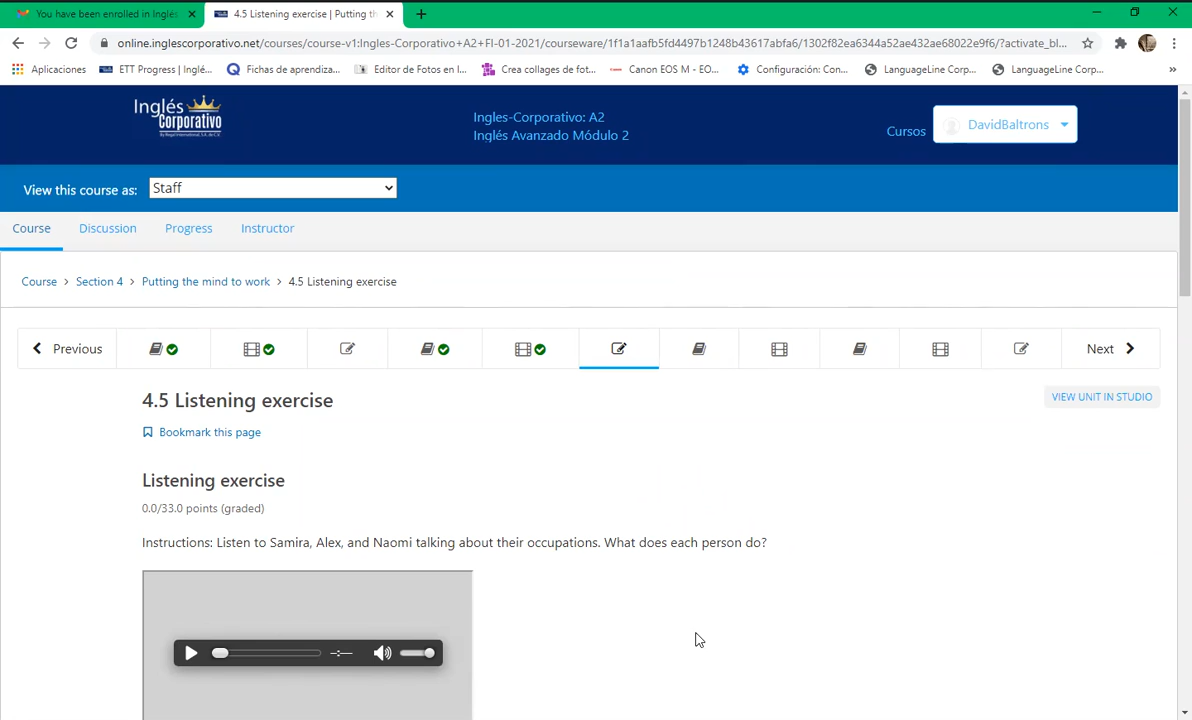 You have been enrolled in Inglés
4.5 Listening exercise | Putting th
online.inglescorporativo.net/courses/course-v1:Ingles-Corporativo+A2+FI-01-2021/courseware/1f1a1aafb5fd4497b1248b43617abfa6/1302f82ea6344a52ae432ae68022e9f6/?activate_bl...
Aplicaciones
ETT Progress | Inglé...
Fichas de aprendiza...
Editor de Fotos en l...
Crea collages de fot...
Canon EOS M - EO...
Configuración: Con...
LanguageLine Corp...
LanguageLine Corp...
»
Inglés
Corporativo
Ingles-Corporativo: A2
Inglés Avanzado Módulo 2
Cursos
DavidBaltrons
View this course as:
Staff
Course
Discussion
Progress
Instructor
Course > Section 4 > Putting the mind to work > 4.5 Listening exercise
Previous
Next
4.5 Listening exercise
VIEW UNIT IN STUDIO
Bookmark this page
Listening exercise
0.0/33.0 points (graded)
Instructions: Listen to Samira, Alex, and Naomi talking about their occupations. What does each person do?
-:--